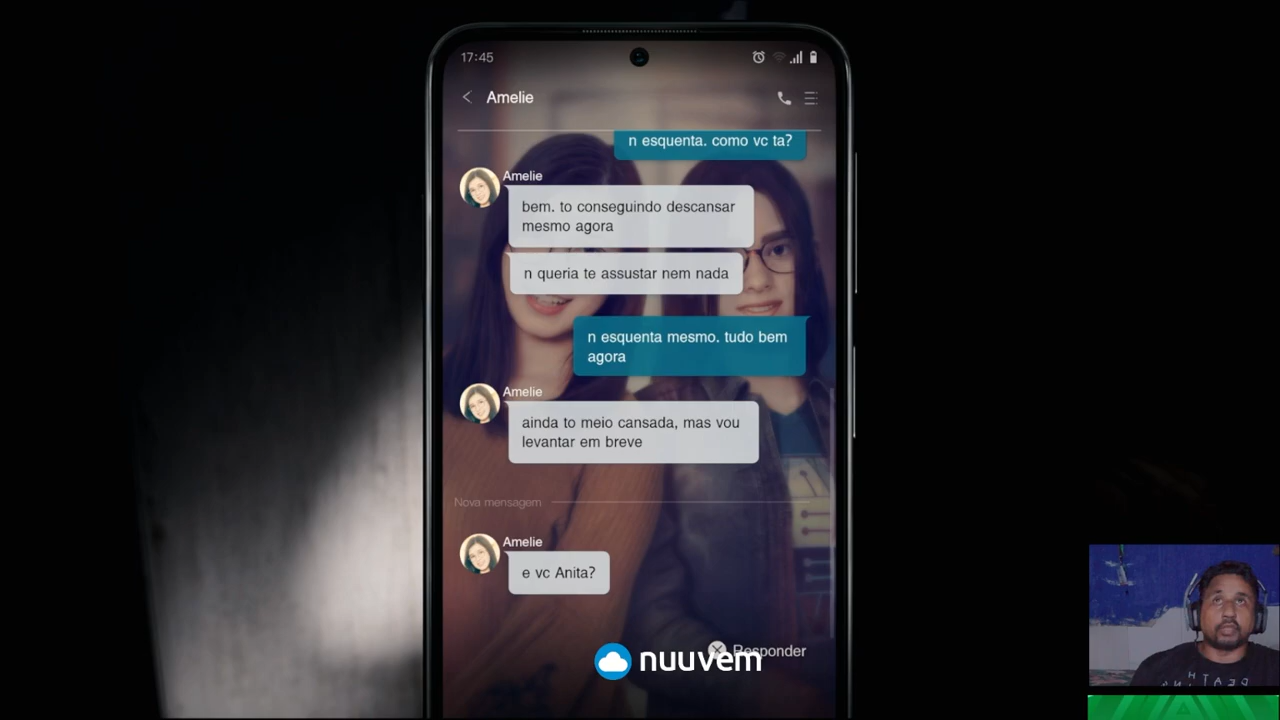 17:45
Amelie
n esquenta. como vc ta?
Amelie
bem. to conseguindo descansar
mesmo agora
n queria te assustar nem nada
n esquenta mesmo. tudo bem
agora
Amelie
ainda to meio cansada, mas vou
levantar em breve
Nova mensagem
Amelie
e vc Anita?
Responder
nuuvem
DEATH